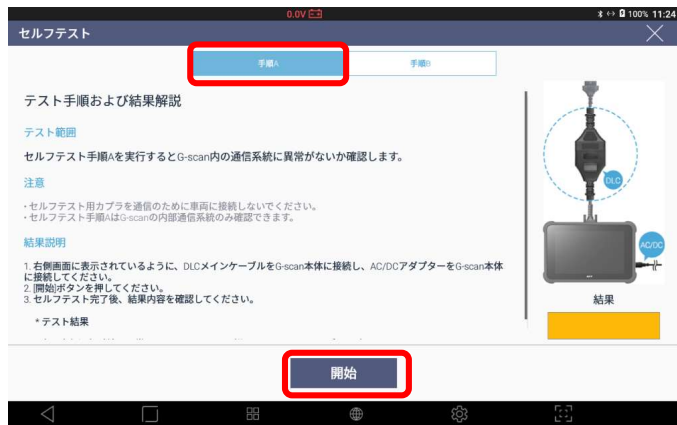 0.0V
100% 11:24
セルフテスト
手順A
手順B
テスト手順および結果解説
テスト範囲
セルフテスト手順Aを実行するとG-scan内の通信系統に異常がないか確認します。
注意
・セルフテスト用カプラを通信のために車両に接続しないでください。
・セルフテスト手順AはG-scanの内部通信系統のみ確認できます。
結果説明
1. 右側画面に表示されているように、DLCメインケーブルをG-scan本体に接続し、AC/DCアダプターをG-scan本体
に接続してください。
2. [開始]ボタンを押してください。
3. セルフテスト完了後、結果内容を確認してください。
* テスト結果
DLC
AC/DC
結果
開始